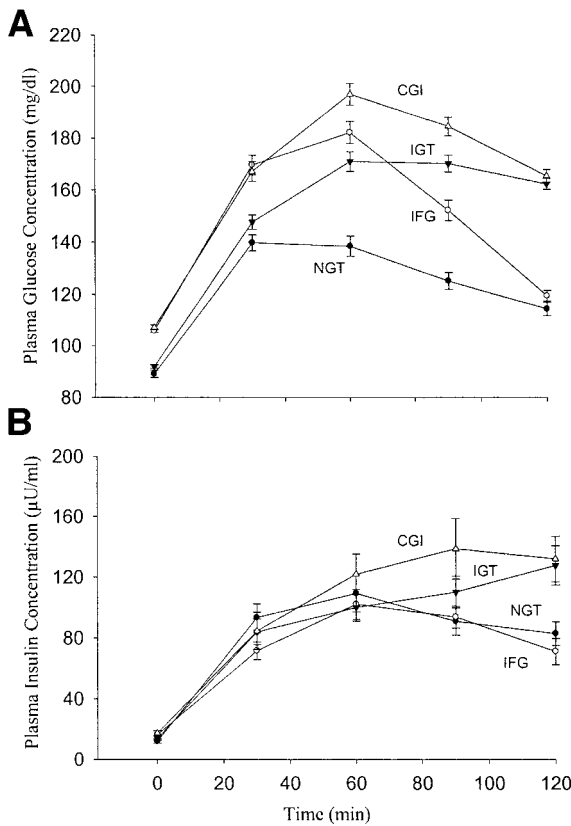 A
Plasma Glucose Concentration (mg/dl)
220
200
180
160
140
120
100
80
CGI
IGT
IFG
NGT
B
Plasma Insulin Concentration (µU/ml)
200
160
120
80
40
0
CGI
IGT
NGT
IFG
0 20 40 60 80 100 120
Time (min)